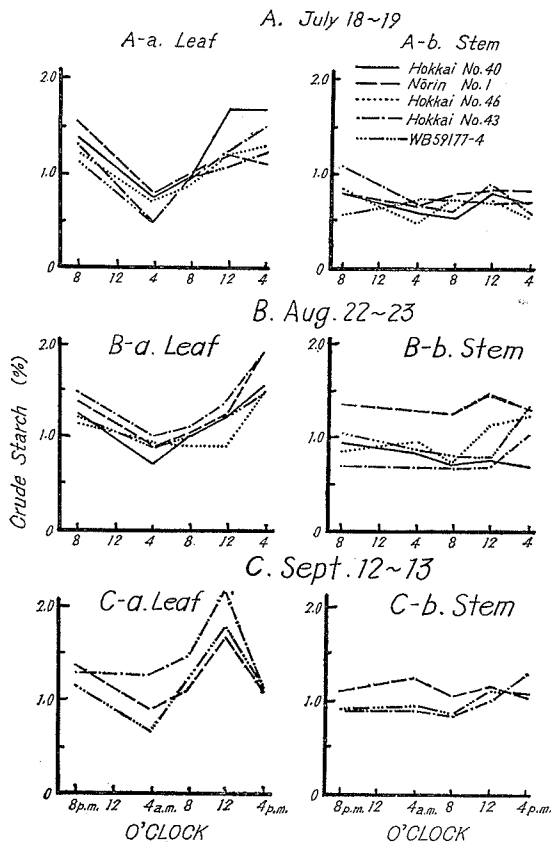 A. July 18~19
A-a. Leaf
A-b. Stem
Hokkai No.40
Nōrin No.1
Hokkai No.46
Hokkai No.43
WB59177-4
2.0
1.0
0
8 12 4 8 12 4
2.0
1.0
0
8 12 4 8 12 4
B. Aug. 22~23
B-a. Leaf
B-b. Stem
Crude Starch (%)
2.0
1.0
0
8 12 4 8 12 4
2.0
1.0
0
8 12 4 8 12 4
C. Sept. 12~13
C-a. Leaf
C-b. Stem
2.0
1.0
0
8p.m. 12 4a.m. 8 12 4p.m.
O'CLOCK
2.0
1.0
0
8p.m. 12 4a.m. 8 12 4p.m.
O'CLOCK